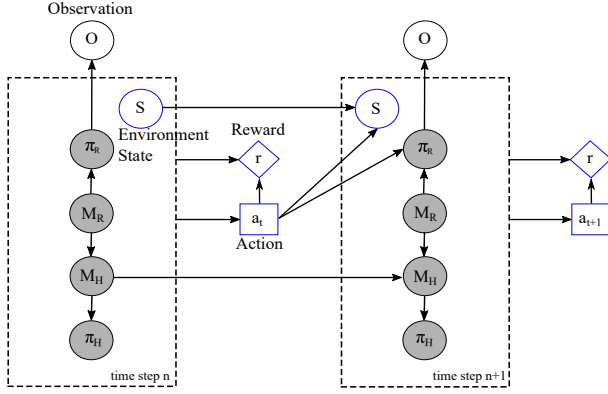 Observation
O
O
S
S
Environment
State
Reward
π_R
r
π_R
r
M_R
a_t
M_R
a_{t+1}
Action
M_H
M_H
π_H
π_H
time step n
time step n+1